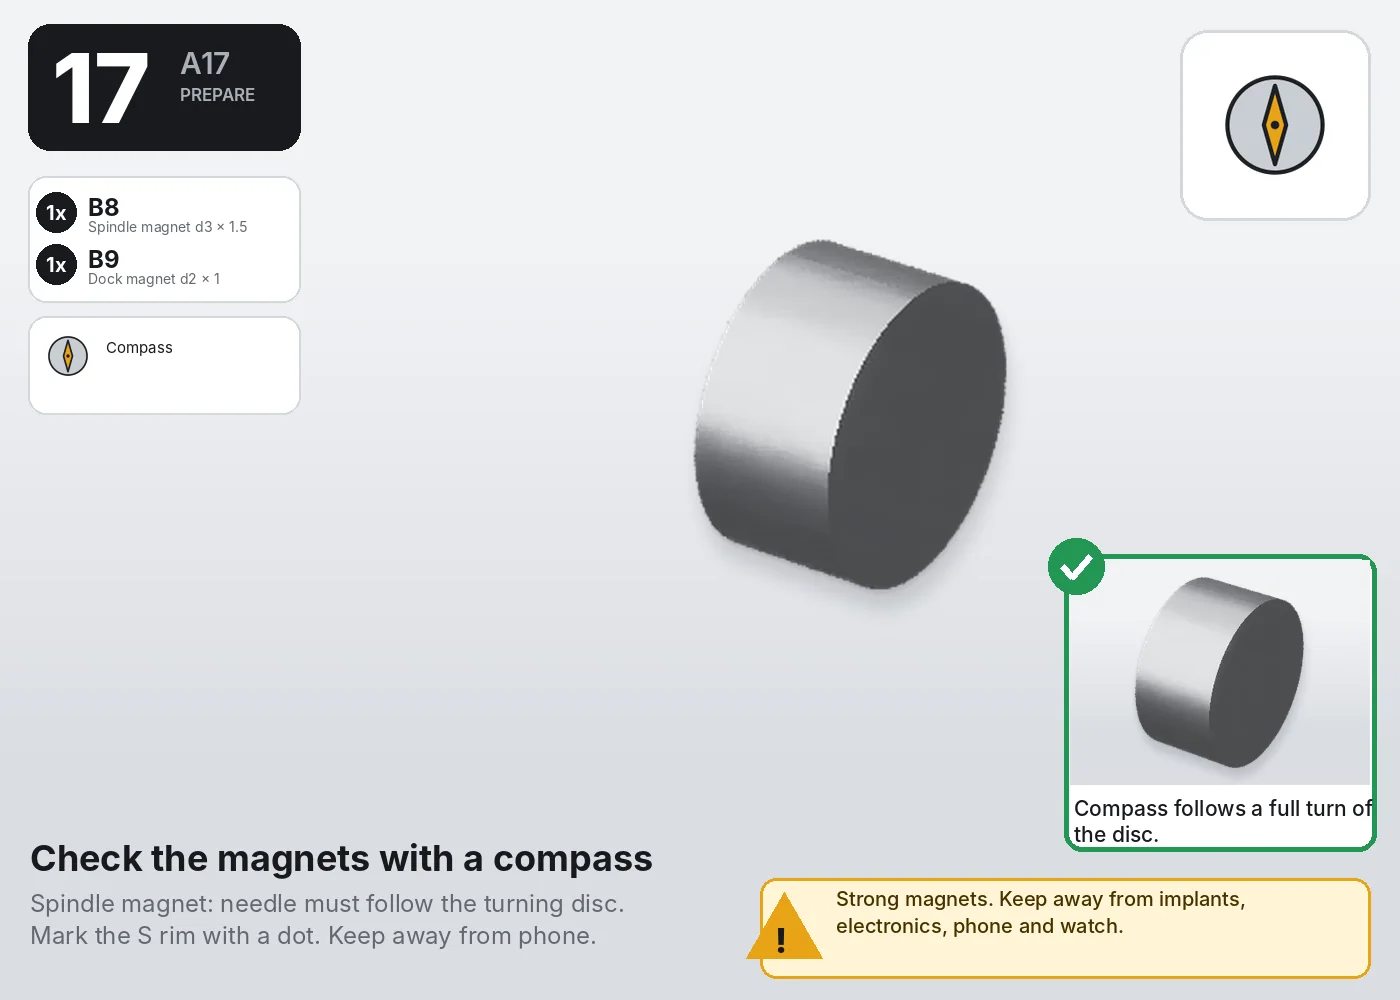 17
A17
PREPARE
1x
B8
Spindle magnet d3 × 1.5
1x
B9
Dock magnet d2 × 1
Compass
Compass follows a full turn of
the disc.
Check the magnets with a compass
Spindle magnet: needle must follow the turning disc.
Mark the S rim with a dot. Keep away from phone.
!
Strong magnets. Keep away from implants,
electronics, phone and watch.